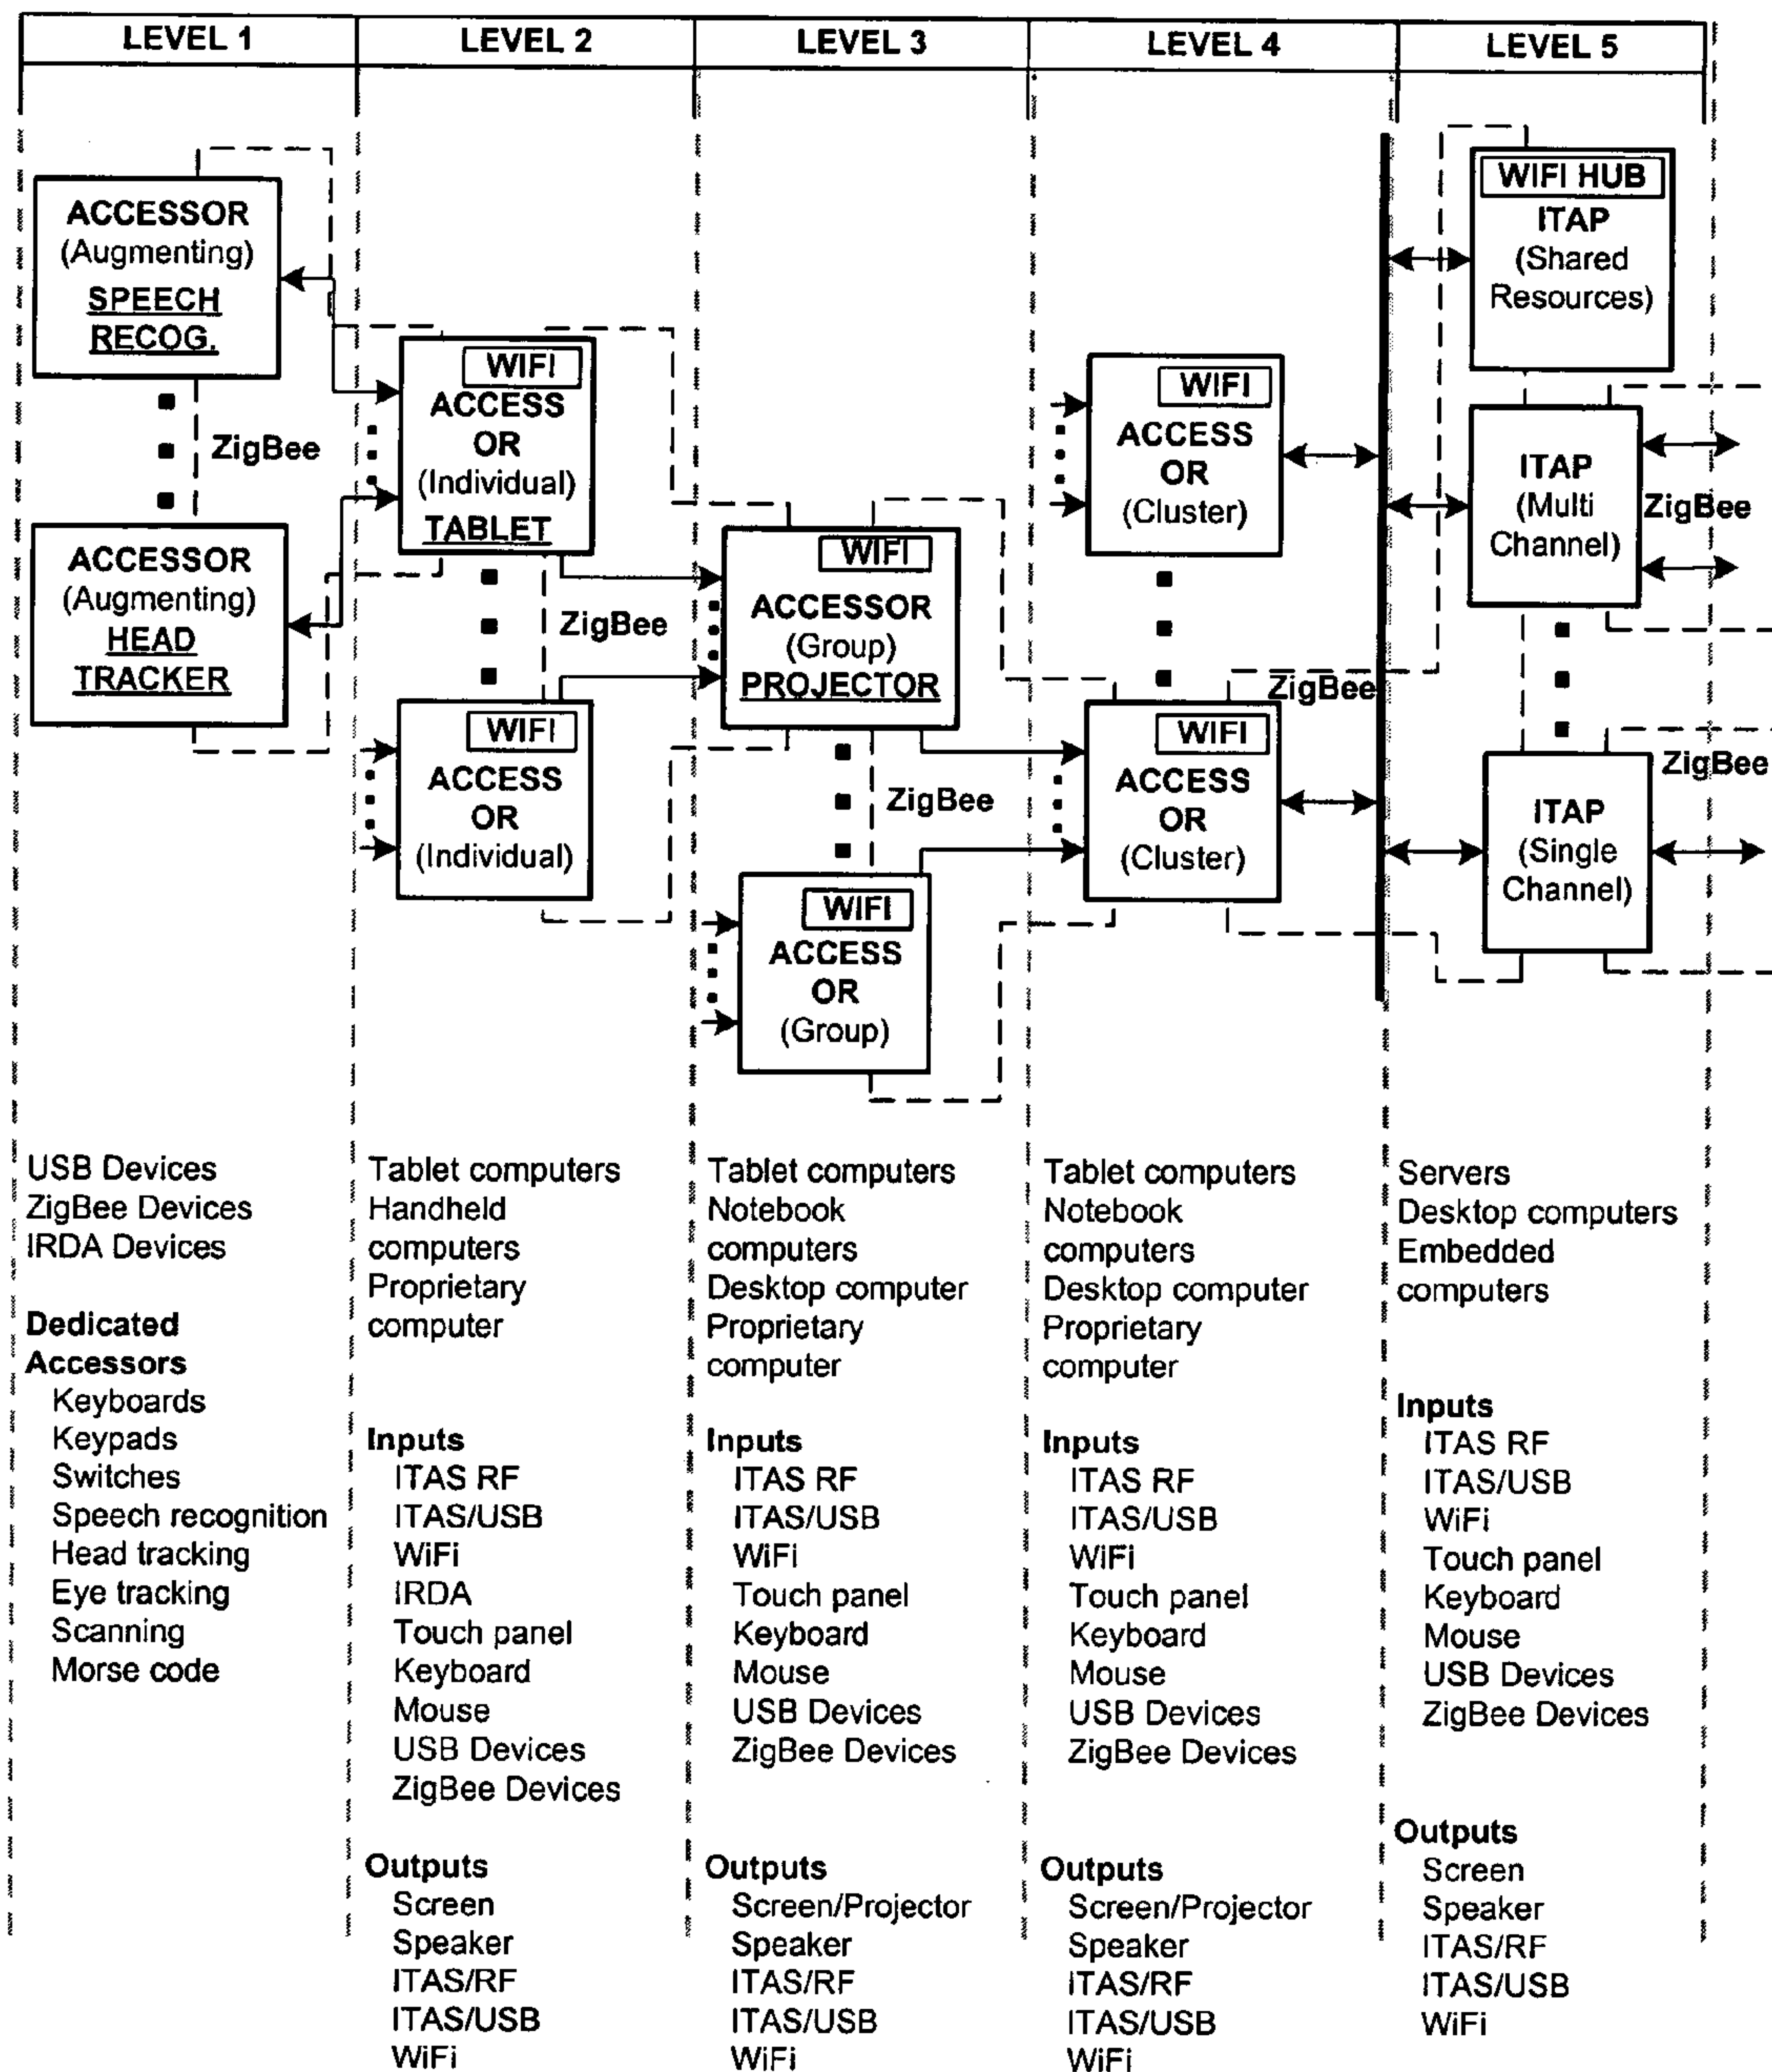 LEVEL 1
LEVEL 2
LEVEL 3
LEVEL 4
LEVEL 5
ACCESSOR
(Augmenting)
SPEECH
RECOG.
ZigBee
ACCESSOR
(Augmenting)
HEAD
TRACKER
WIFI
ACCESS
OR
(Individual)
TABLET
ZigBee
WIFI
ACCESS
OR
(Individual)
WIFI
ACCESSOR
(Group)
PROJECTOR
ZigBee
WIFI
ACCESS
OR
(Group)
WIFI
ACCESS
OR
(Cluster)
ZigBee
WIFI
ACCESS
OR
(Cluster)
WIFI HUB
ITAP
(Shared
Resources)
ITAP
(Multi
Channel)
ZigBee
ZigBee
ITAP
(Single
Channel)
USB Devices
ZigBee Devices
IRDA Devices
Dedicated
Accessors
Keyboards
Keypads
Switches
Speech recognition
Head tracking
Eye tracking
Scanning
Morse code
Tablet computers
Handheld
computers
Proprietary
computer
Inputs
ITAS RF
ITAS/USB
WiFi
IRDA
Touch panel
Keyboard
Mouse
USB Devices
ZigBee Devices
Outputs
Screen
Speaker
ITAS/RF
ITAS/USB
WiFi
Tablet computers
Notebook
computers
Desktop computer
Proprietary
computer
Inputs
ITAS RF
ITAS/USB
WiFi
Touch panel
Keyboard
Mouse
USB Devices
ZigBee Devices
Outputs
Screen/Projector
Speaker
ITAS/RF
ITAS/USB
WiFi
Tablet computers
Notebook
computers
Desktop computer
Proprietary
computer
Inputs
ITAS RF
ITAS/USB
WiFi
Touch panel
Keyboard
Mouse
USB Devices
ZigBee Devices
Outputs
Screen/Projector
Speaker
ITAS/RF
ITAS/USB
WiFi
Servers
Desktop computers
Embedded
computers
Inputs
ITAS RF
ITAS/USB
WiFi
Touch panel
Keyboard
Mouse
USB Devices
ZigBee Devices
Outputs
Screen
Speaker
ITAS/RF
ITAS/USB
WiFi